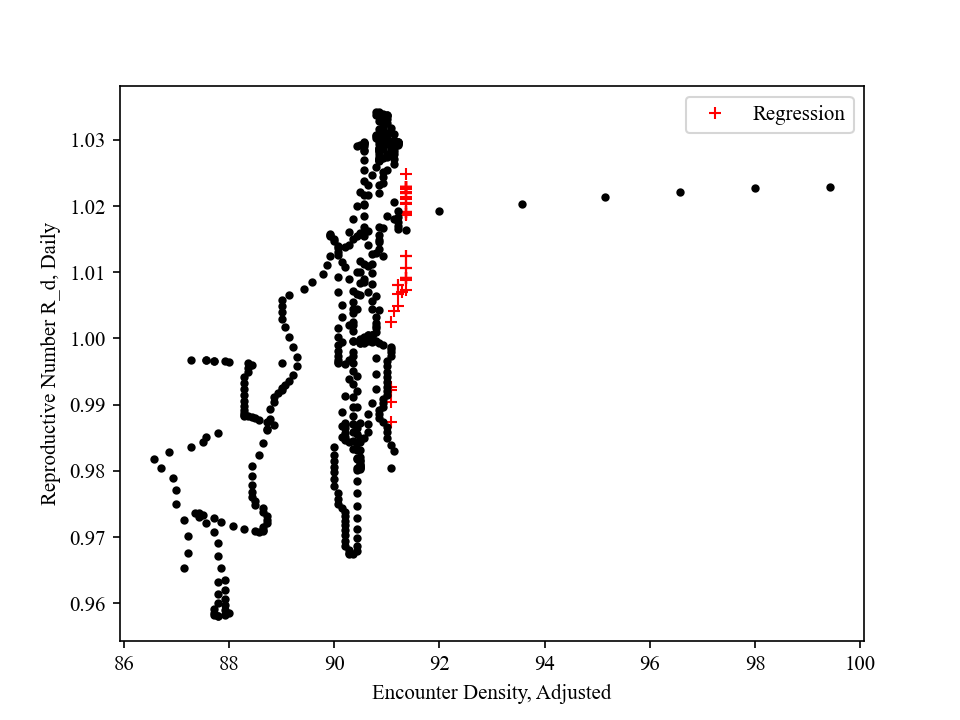 Regression
1.03
1.02
1.01
1.00
0.99
0.98
0.97
0.96
Reproductive Number R_d, Daily
86 88 90 92 94 96 98 100
Encounter Density, Adjusted